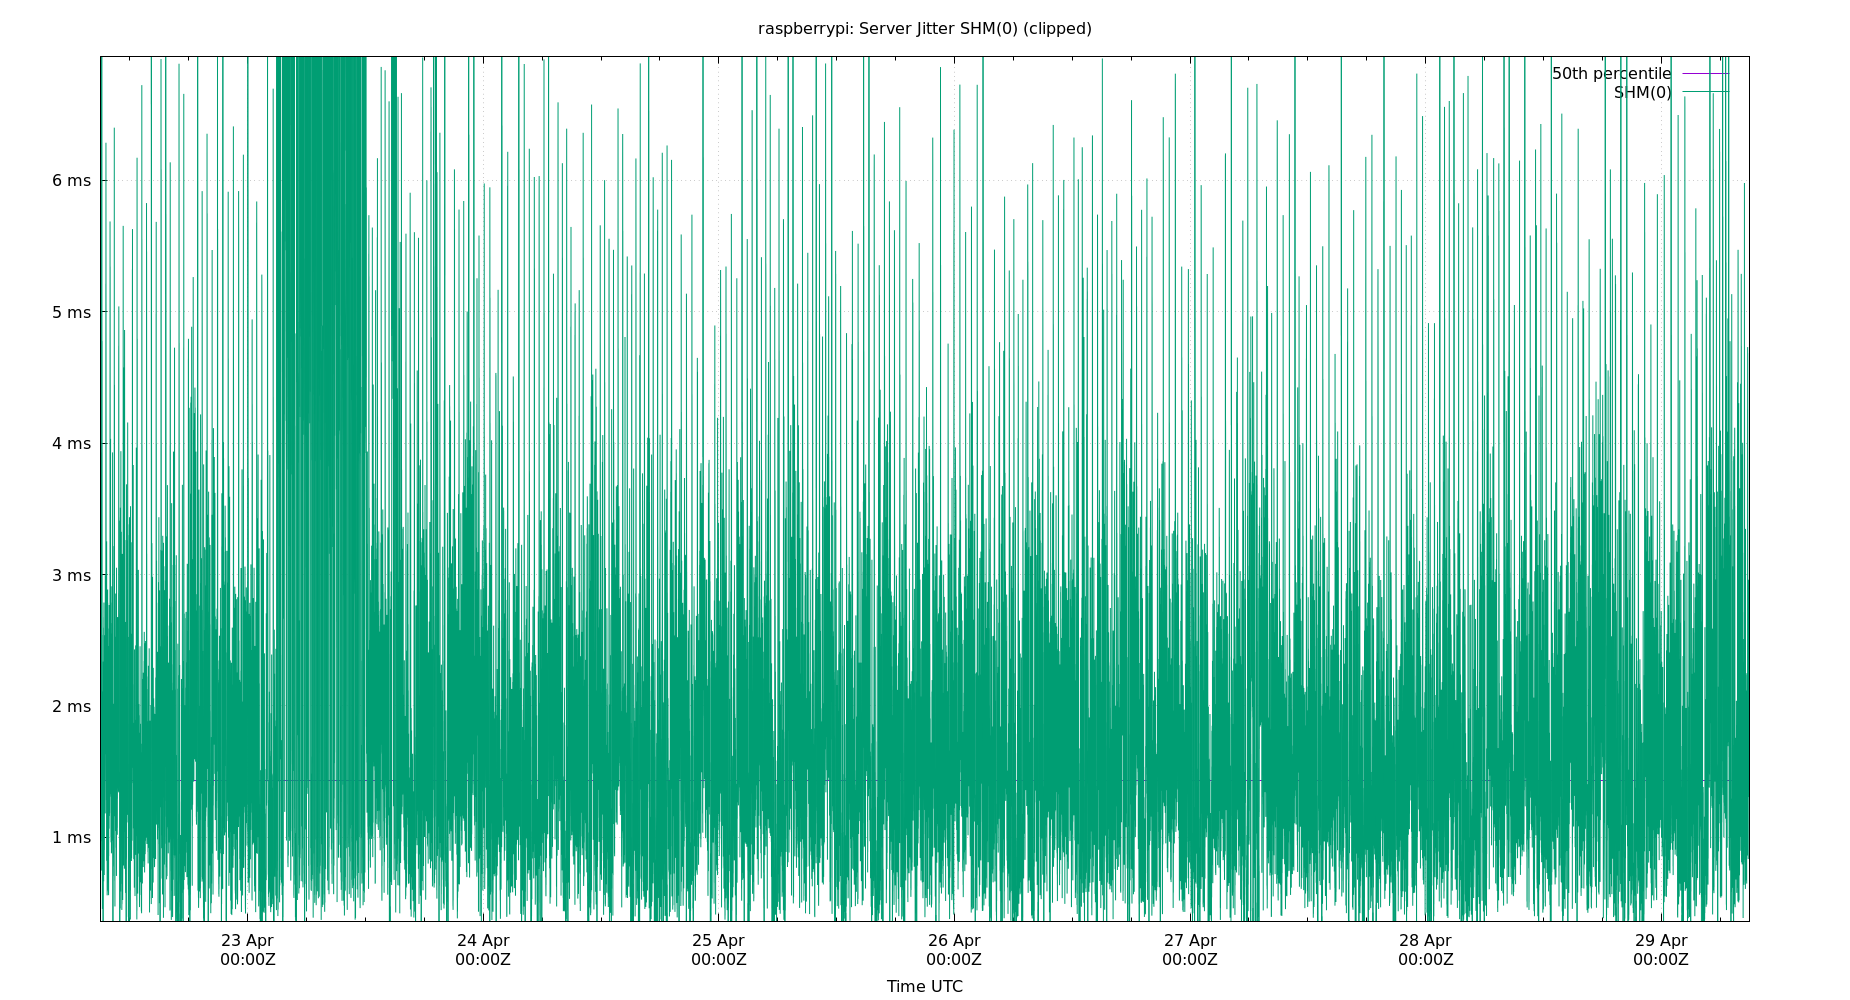 raspberrypi: Server Jitter SHM(0) (clipped)
50th percentile
SHM(0)
6 ms
5 ms
4 ms
3 ms
2 ms
1 ms
23 Apr 24 Apr 25 Apr 26 Apr 27 Apr 28 Apr 29 Apr
00:00Z 00:00Z 00:00Z 00:00Z 00:00Z 00:00Z 00:00Z
Time UTC